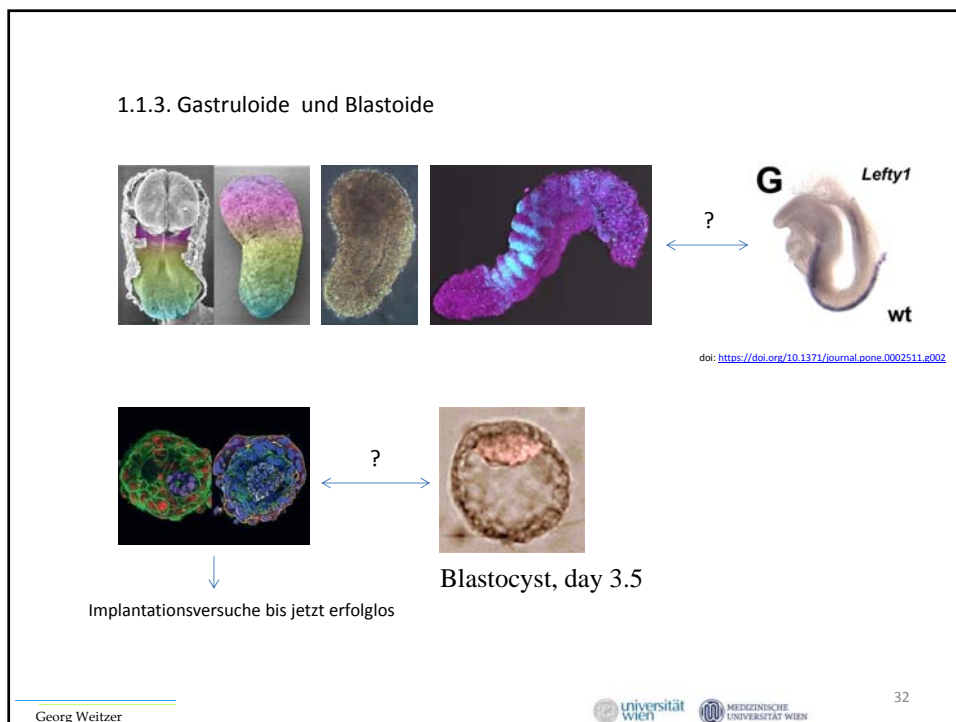 1.1.3. Gastruloide und Blastoide
G
Lefty1
?
wt
doi: https://doi.org/10.1371/journal.pone.0002511.g002
?
Blastocyst, day 3.5
Implantationsversuche bis jetzt erfolglos
Georg Weitzer
universität
wien
MEDIZINISCHE
UNIVERSITÄT WIEN
32